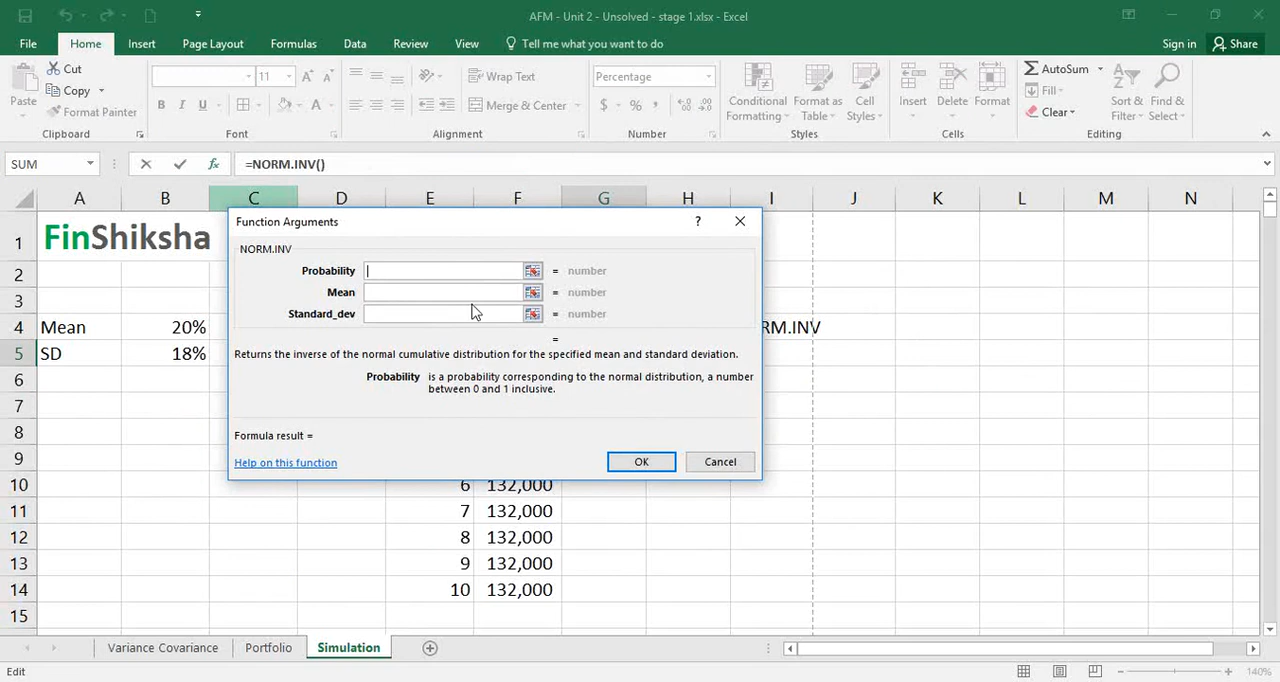 AFM - Unit 2 - Unsolved - stage 1.xlsx - Excel
File Home Insert Page Layout Formulas Data Review View Tell me what you want to do Sign in Share
Cut
Copy
Format Painter
Paste
11
Wrap Text
Merge & Center
Percentage
Conditional Formatting
Format as Table
Cell Styles
Insert
Delete
Format
AutoSum
Fill
Clear
Sort & Filter
Find & Select
Clipboard Font Alignment Number Styles Cells Editing
SUM fx =NORM.INV()
A B C D E F G H I J K L M N
1 FinShiksha
2
3
4 Mean 20% RM.INV
5 SD 18%
6
7
8
9
10 6 132,000
11 7 132,000
12 8 132,000
13 9 132,000
14 10 132,000
15
Function Arguments ?
NORM.INV
Probability = number
Mean = number
Standard_dev = number
=
Returns the inverse of the normal cumulative distribution for the specified mean and standard deviation.
Probability is a probability corresponding to the normal distribution, a number
between 0 and 1 inclusive.
Formula result =
Help on this function OK Cancel
Variance Covariance Portfolio Simulation
Edit 140%